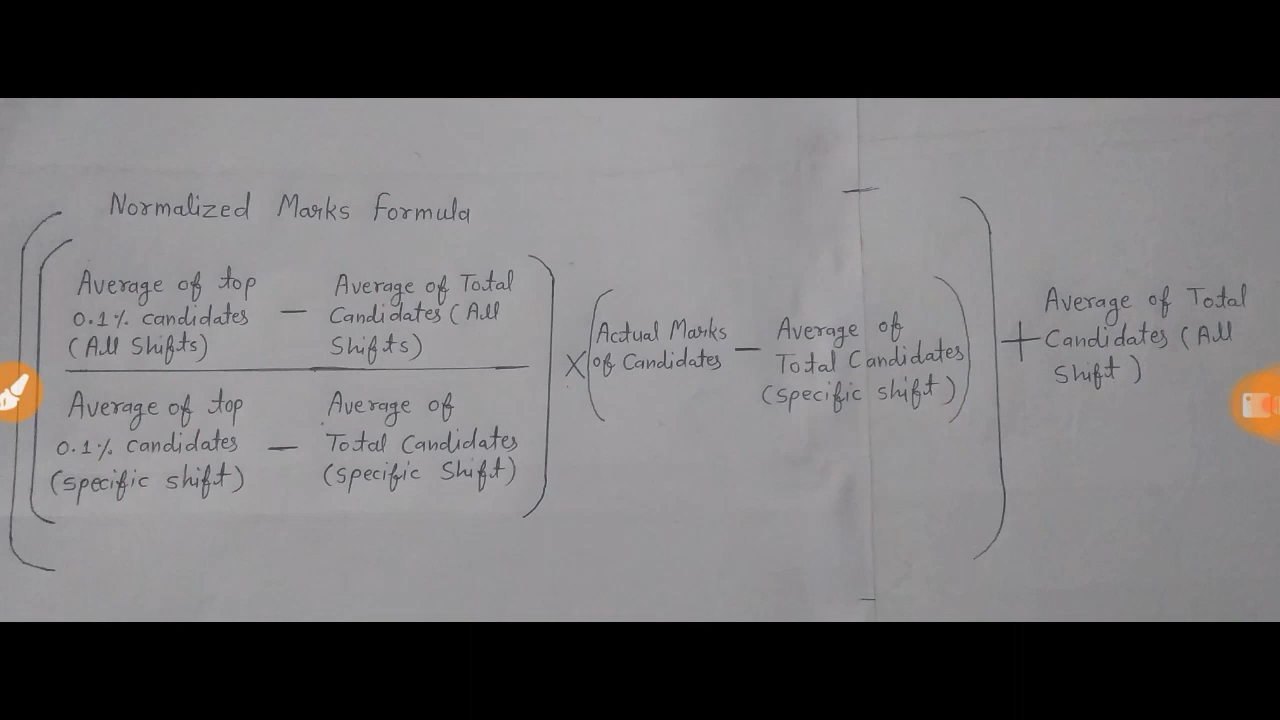 Normalized Marks formula
Average of top
0.1% candidates
(All Shifts)
—
Average of Total
Candidates (All
Shifts)
Average of top
0.1% candidates
(specific shift)
—
Average of
Total Candidates
(specific Shift)
X
Actual Marks
of Candidates
—
Average of
Total Candidates
(specific shift)
+
Average of Total
Candidates (All
Shift)